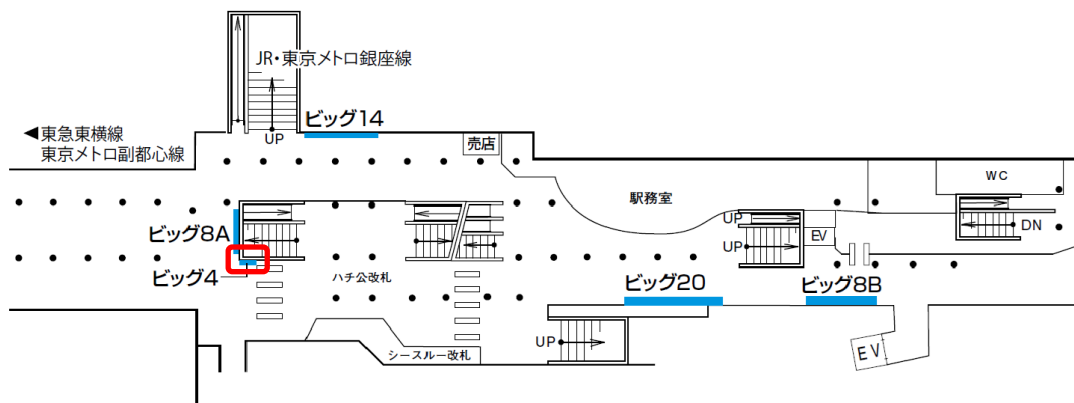 JR・東京メトロ銀座線
UP
ビッグ14
◀東急東横線
東京メトロ副都心線
売店
WC
駅務室
ビッグ8A
UP
UP
EV
DN
ビッグ4
ハチ公改札
ビッグ20
ビッグ8B
UP
シースルー改札
EV